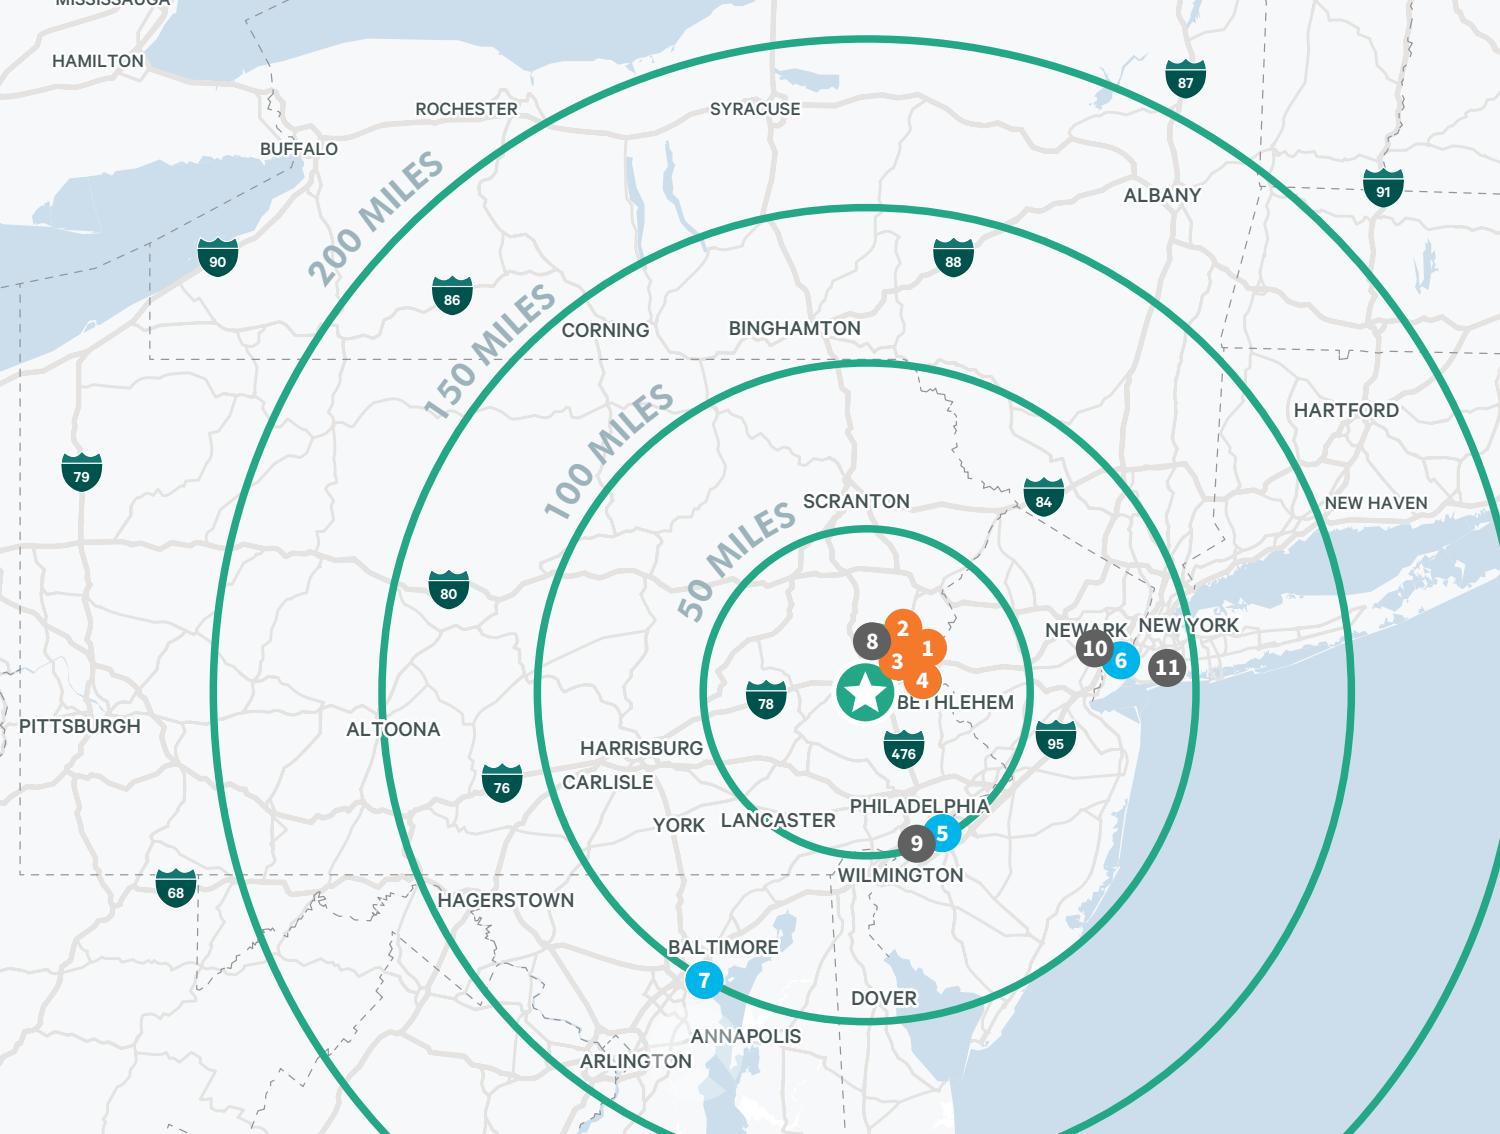 MISSISSAUGA
HAMILTON
87
ROCHESTER
SYRACUSE
BUFFALO
200 MILES
91
ALBANY
90
88
86
150 MILES
CORNING
BINGHAMTON
100 MILES
HARTFORD
79
84
50 MILES
SCRANTON
NEW HAVEN
80
2
8
1
3
4
NEWARK
NEW YORK
10
6
11
78
BETHLEHEM
PITTSBURGH
ALTOONA
HARRISBURG
476
95
76
CARLISLE
PHILADELPHIA
YORK
LANCASTER
5
9
WILMINGTON
68
HAGERSTOWN
BALTIMORE
7
DOVER
ANNAPOLIS
ARLINGTON